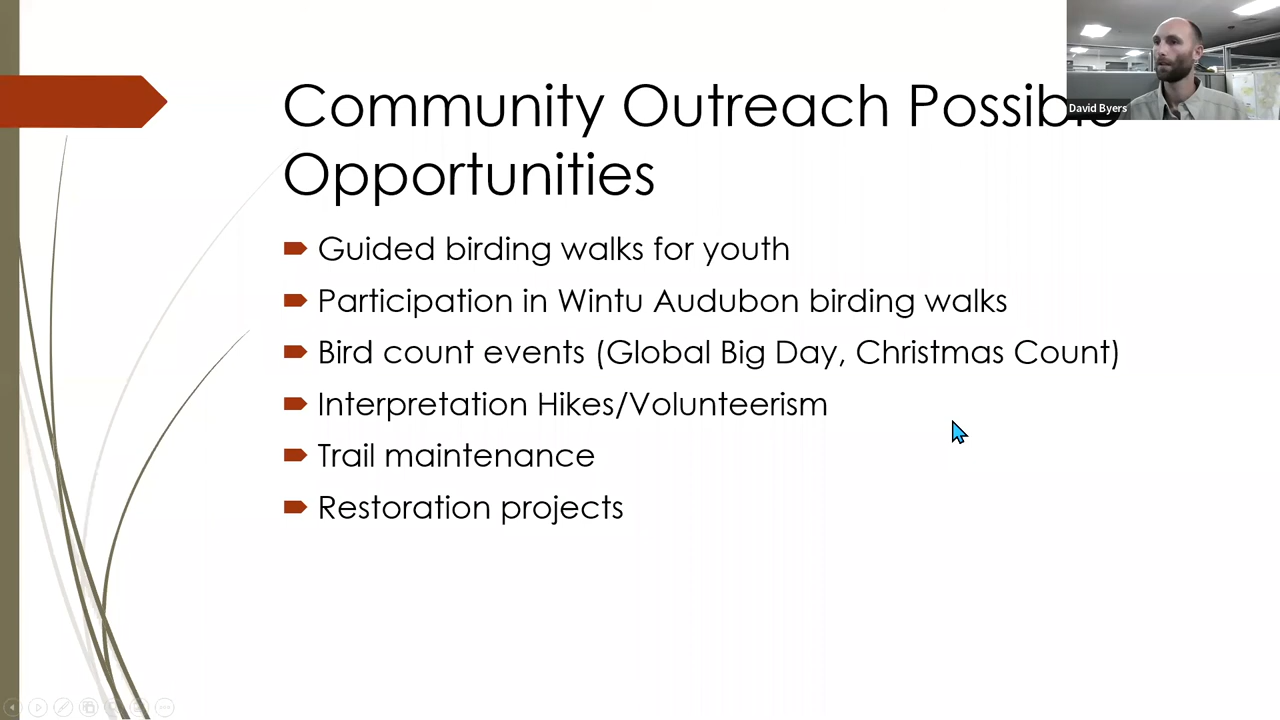 Community Outreach Possible
Opportunities
David Byers
Guided birding walks for youth
Participation in Wintu Audubon birding walks
Bird count events (Global Big Day, Christmas Count)
Interpretation Hikes/Volunteerism
Trail maintenance
Restoration projects